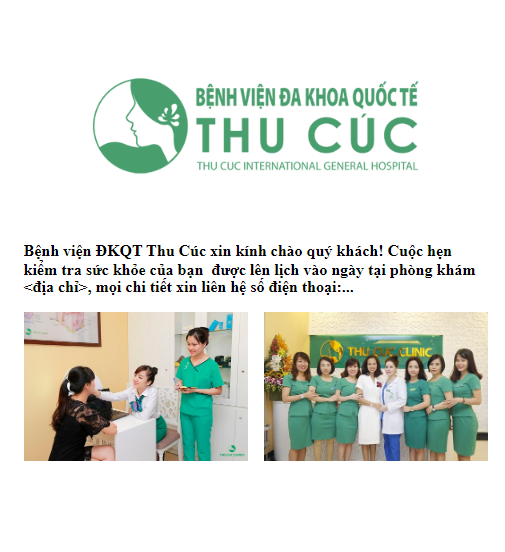 BỆNH VIỆN ĐA KHOA QUỐC TẾ
THU CÚC
THU CUC INTERNATIONAL GENERAL HOSPITAL
Bệnh viện ĐKQT Thu Cúc xin kính chào quý khách! Cuộc hẹn
kiểm tra sức khỏe của bạn  được lên lịch vào ngày tại phòng khám
<địa chỉ>, mọi chi tiết xin liên hệ số điện thoại:...
THU CUC CLINIC